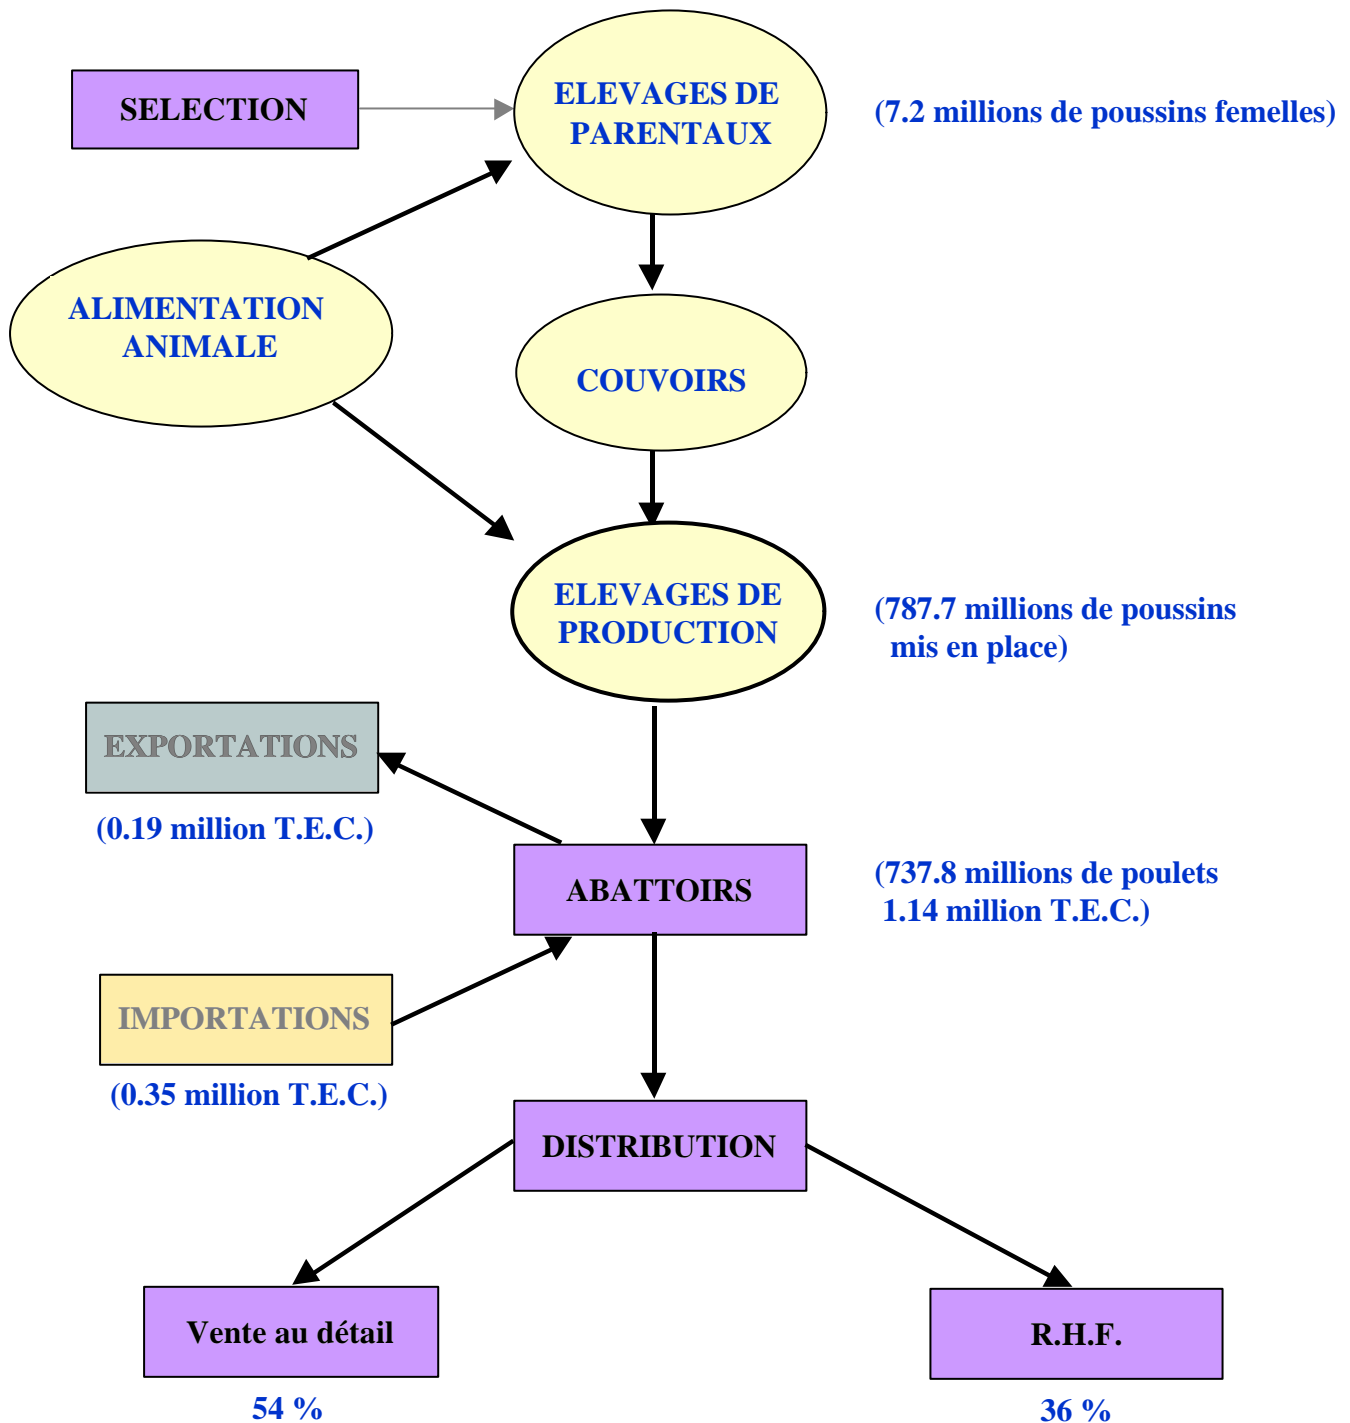 SELECTION
ELEVAGES DE
PARENTAUX
(7.2 millions de poussins femelles)
ALIMENTATION
ANIMALE
COUVOIRS
ELEVAGES DE
PRODUCTION
(787.7 millions de poussins
mis en place)
EXPORTATIONS
(0.19 million T.E.C.)
ABATTOIRS
(737.8 millions de poulets
1.14 million T.E.C.)
IMPORTATIONS
(0.35 million T.E.C.)
DISTRIBUTION
Vente au détail
54 %
R.H.F.
36 %